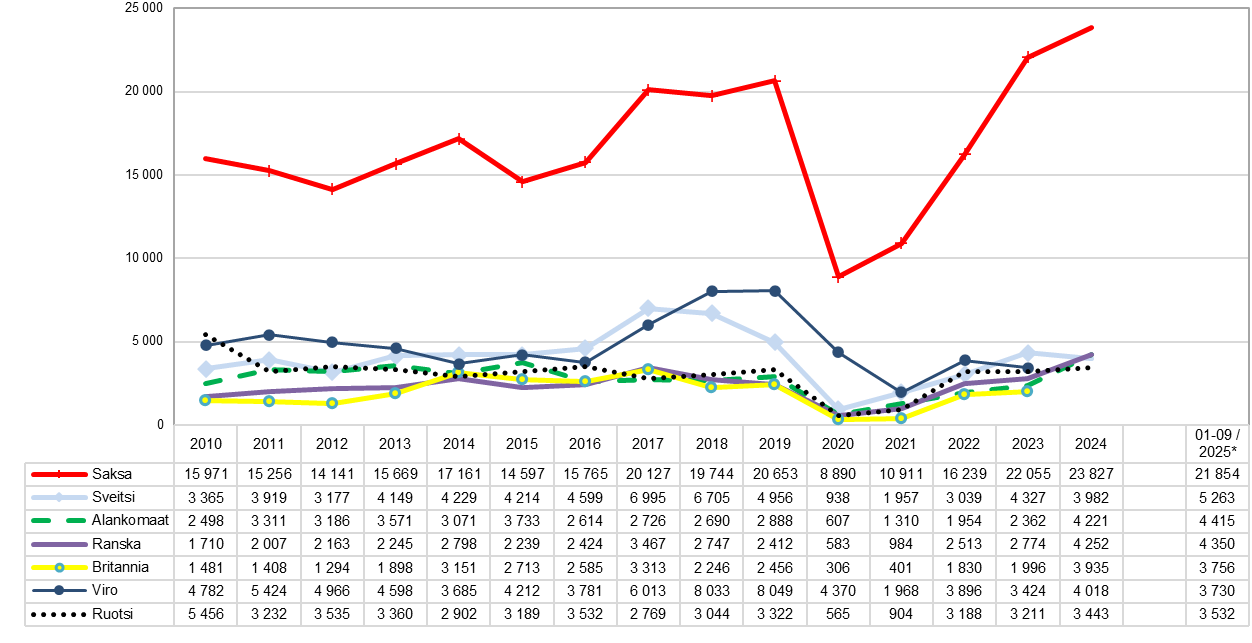 25 000
20 000
15 000
10 000
5 000
0
2010 2011 2012 2013 2014 2015 2016 2017 2018 2019 2020 2021 2022 2023 2024 01-09 /
2025*
Saksa 15 971 15 256 14 141 15 669 17 161 14 597 15 765 20 127 19 744 20 653 8 890 10 911 16 239 22 055 23 827 21 854
Sveitsi 3 365 3 919 3 177 4 149 4 229 4 214 4 599 6 995 6 705 4 956 938 1 957 3 039 4 327 3 982 5 263
Alankomaat 2 498 3 311 3 186 3 571 3 071 3 733 2 614 2 726 2 690 2 888 607 1 310 1 954 2 362 4 221 4 415
Ranska 1 710 2 007 2 163 2 245 2 798 2 239 2 424 3 467 2 747 2 412 583 984 2 513 2 774 4 252 4 350
Britannia 1 481 1 408 1 294 1 898 3 151 2 713 2 585 3 313 2 246 2 456 306 401 1 830 1 996 3 935 3 756
Viro 4 782 5 424 4 966 4 598 3 685 4 212 3 781 6 013 8 033 8 049 4 370 1 968 3 896 3 424 4 018 3 730
Ruotsi 5 456 3 232 3 535 3 360 2 902 3 189 3 532 2 769 3 044 3 322 565 904 3 188 3 211 3 443 3 532